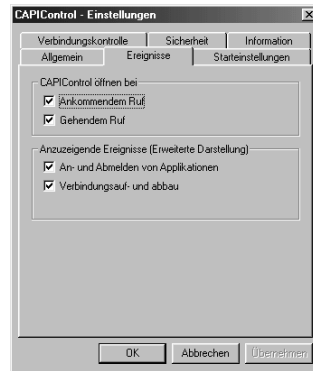 CAPIControl - Einstellungen
Verbindungskontrolle Sicherheit Information
Allgemein Ereignisse Starteinstellungen
CAPIControl öffnen bei
Ankommendem Ruf
Gehendem Ruf
Anzuzeigende Ereignisse (Erweiterte Darstellung)
An- und Abmelden von Applikationen
Verbindungsauf- und abbau
OK Abbrechen Übernehmen